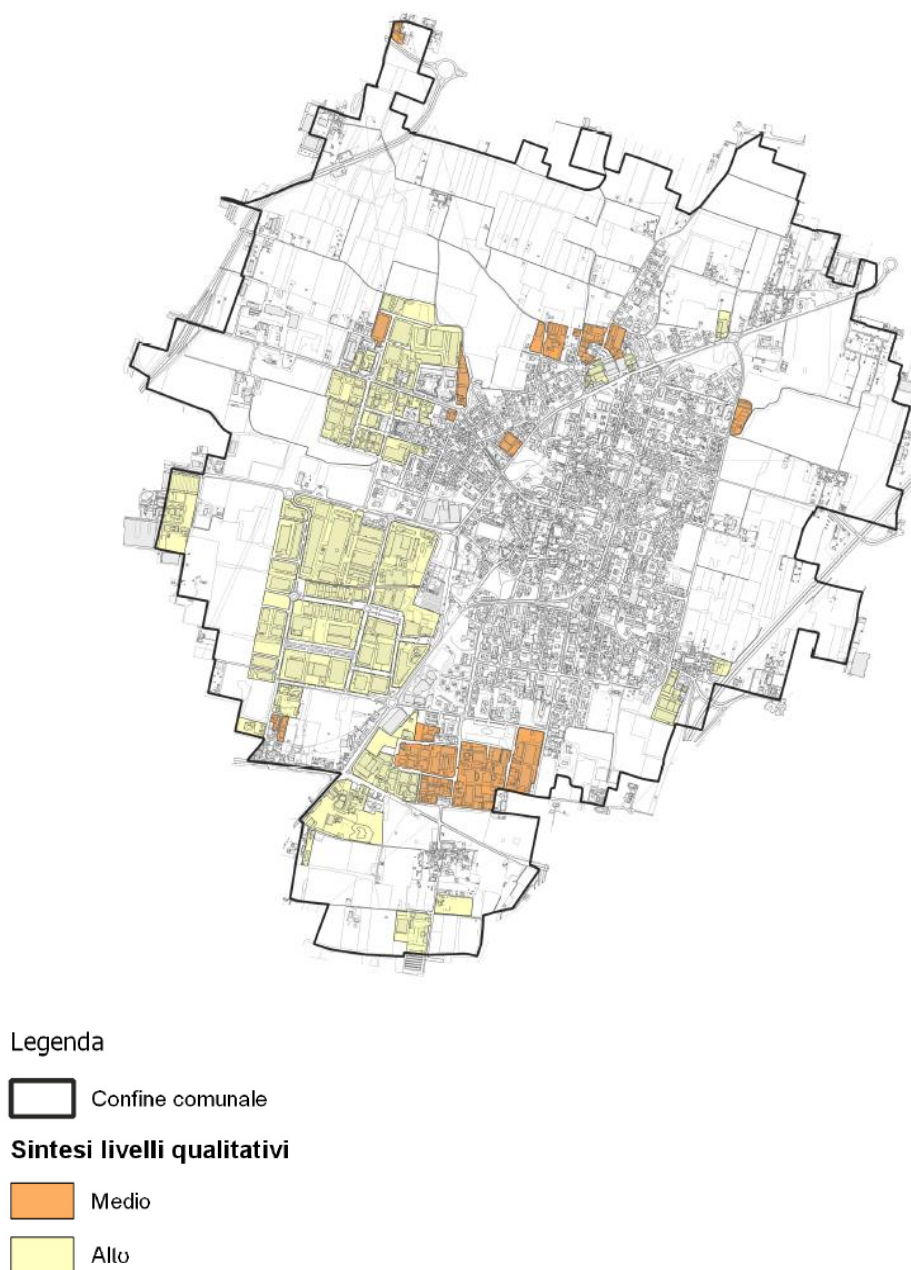 Legenda
Confine comunale
Sintesi livelli qualitativi
Medio
Alto